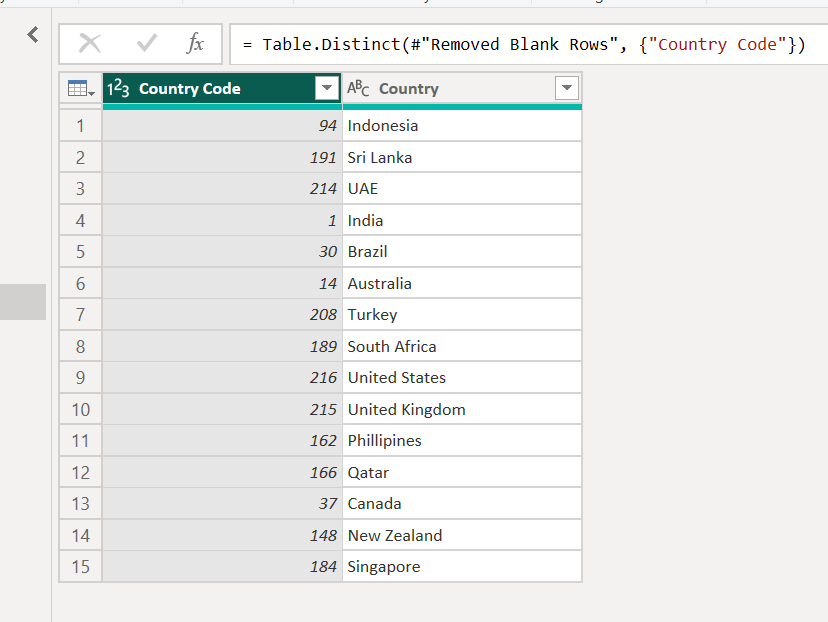 fx = Table.Distinct(#"Removed Blank Rows", {"Country Code"})
1²3 Country Code ABC Country
1 94 Indonesia
2 191 Sri Lanka
3 214 UAE
4 1 India
5 30 Brazil
6 14 Australia
7 208 Turkey
8 189 South Africa
9 216 United States
10 215 United Kingdom
11 162 Phillipines
12 166 Qatar
13 37 Canada
14 148 New Zealand
15 184 Singapore